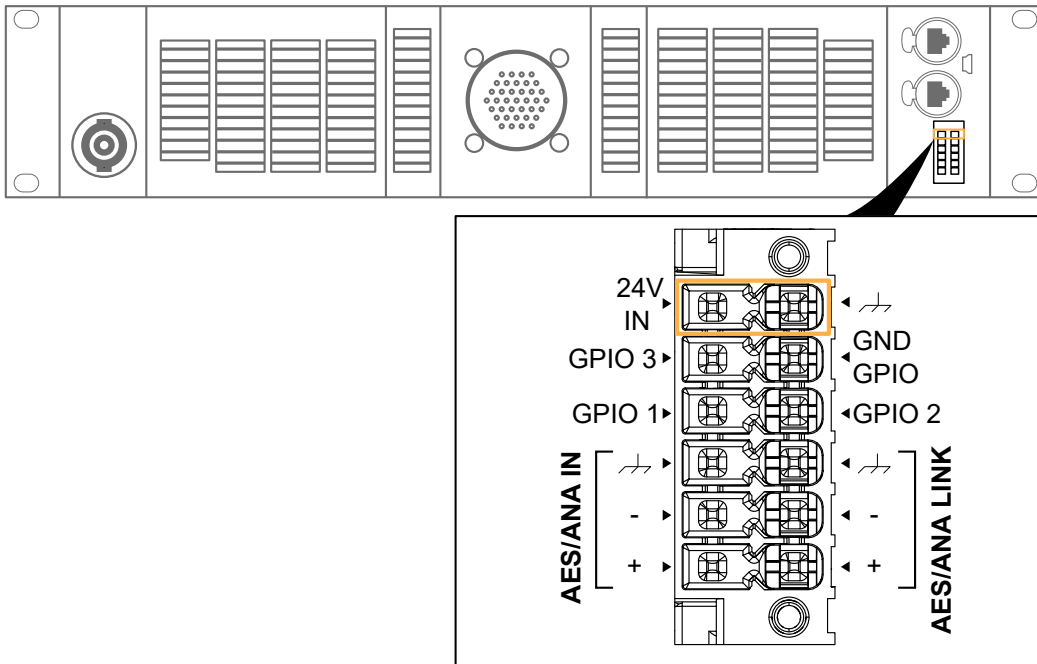 24V
IN
GPIO 3
GND
GPIO
GPIO 1
GPIO 2
AES/ANA IN
-
+
AES/ANA LINK
-
+